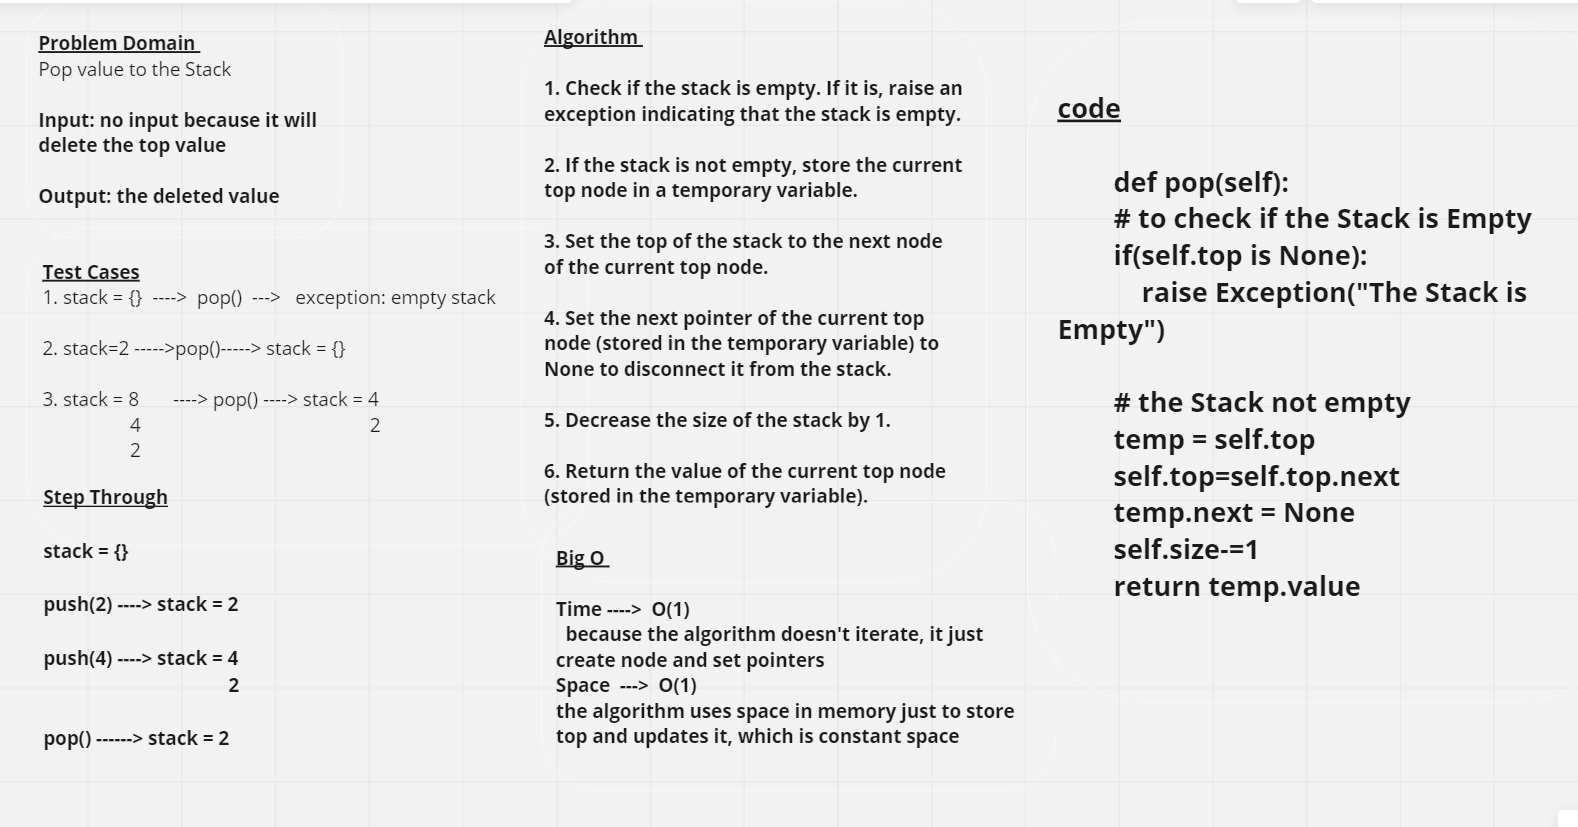 Problem Domain
Pop value to the Stack
Input: no input because it will
delete the top value
Output: the deleted value
Test Cases
1. stack = {} ----> pop() ---> exception: empty stack
2. stack=2 ----->pop()-----> stack = {}
3. stack = 8 ----> pop() ----> stack = 4
4 2
2
Step Through
stack = {}
push(2) ----> stack = 2
push(4) ----> stack = 4
2
pop() ------> stack = 2
Algorithm
1. Check if the stack is empty. If it is, raise an
exception indicating that the stack is empty.
2. If the stack is not empty, store the current
top node in a temporary variable.
3. Set the top of the stack to the next node
of the current top node.
4. Set the next pointer of the current top
node (stored in the temporary variable) to
None to disconnect it from the stack.
5. Decrease the size of the stack by 1.
6. Return the value of the current top node
(stored in the temporary variable).
Big O
Time ----> O(1)
because the algorithm doesn't iterate, it just
create node and set pointers
Space ---> O(1)
the algorithm uses space in memory just to store
top and updates it, which is constant space
code
def pop(self):
# to check if the Stack is Empty
if(self.top is None):
raise Exception("The Stack is
Empty")
# the Stack not empty
temp = self.top
self.top=self.top.next
temp.next = None
self.size-=1
return temp.value